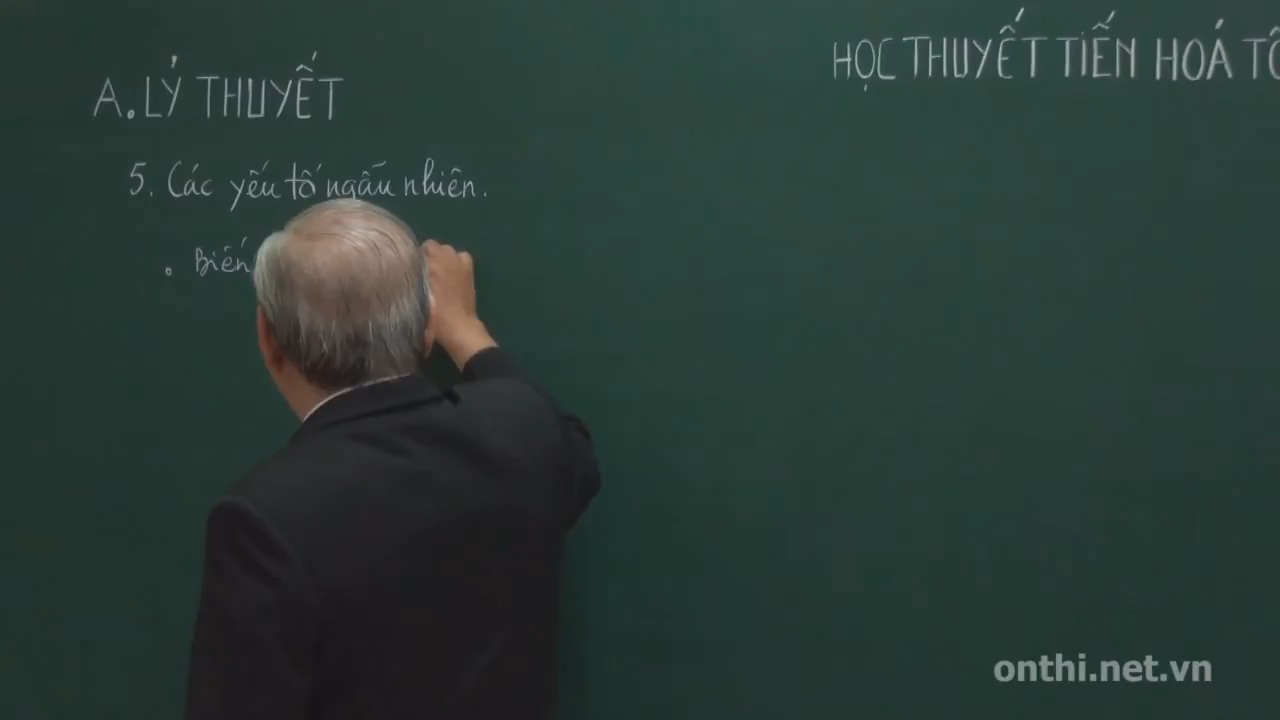 HỌC THUYẾT TIẾN HOÁ
A. LÝ THUYẾT
5. Các yếu tố ngẫu nhiên.
Biến
onthi.net.vn